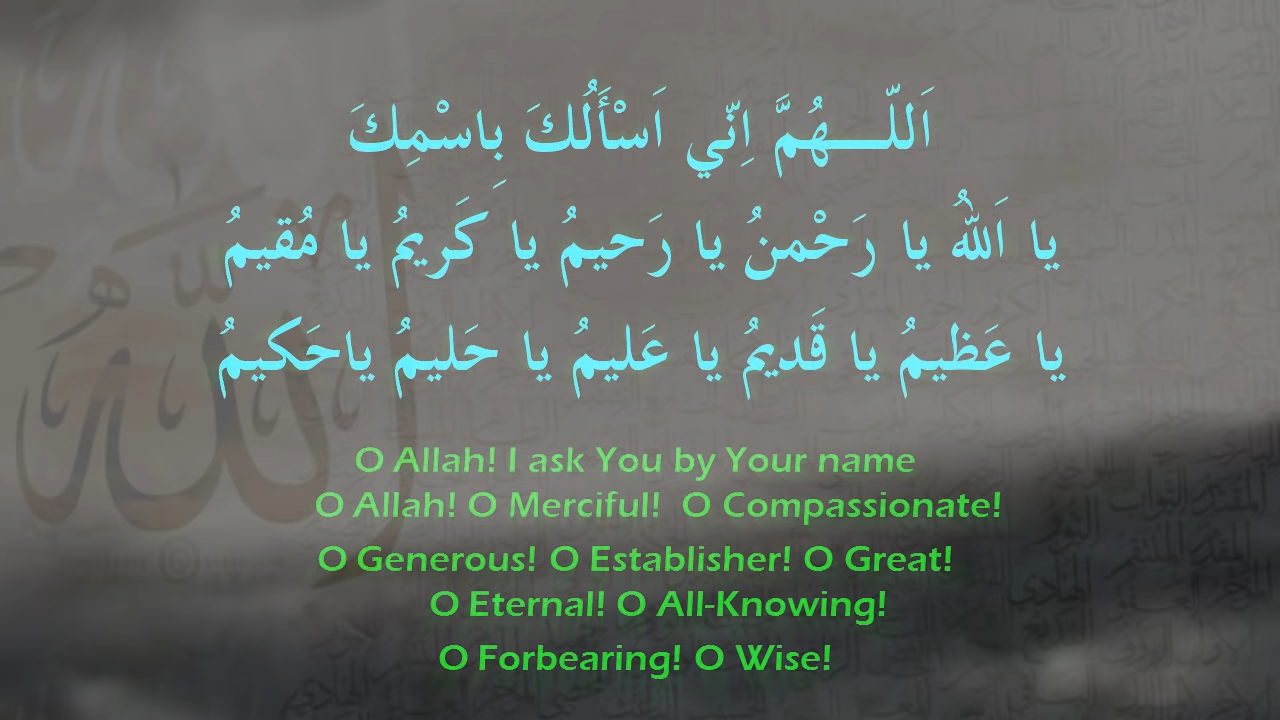 اَللّـــهُمَّ اِنّي اَسْأَلُكَ بِاسْمِكَ
يا اَللهُ يا رَحْمنُ يا رَحيمُ يا كَريمُ يا مُقيمُ
يا عَظيمُ يا قَديمُ يا عَليمُ يا حَليمُ ياحَكيمُ
O Allah! I ask You by Your name
O Allah! O Merciful! O Compassionate!
O Generous! O Establisher! O Great!
O Eternal! O All-Knowing!
O Forbearing! O Wise!